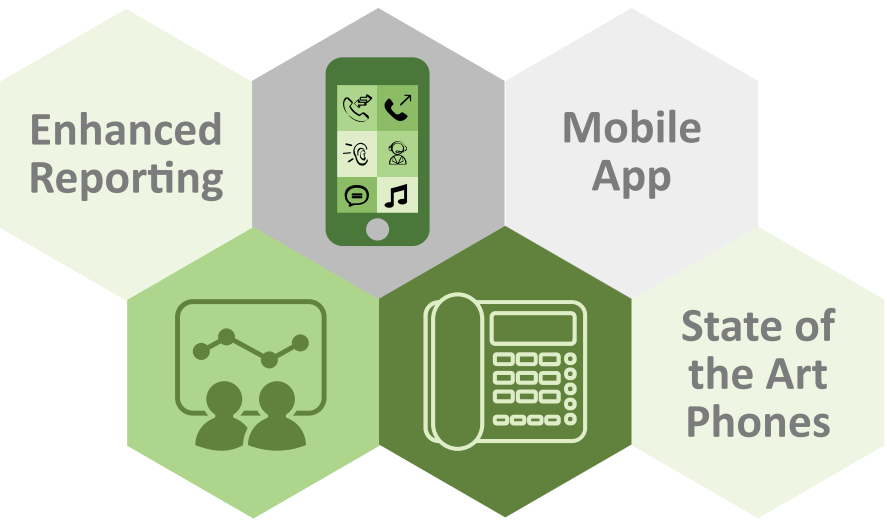 Enhanced
Reporting
Mobile
App
State of
the Art
Phones